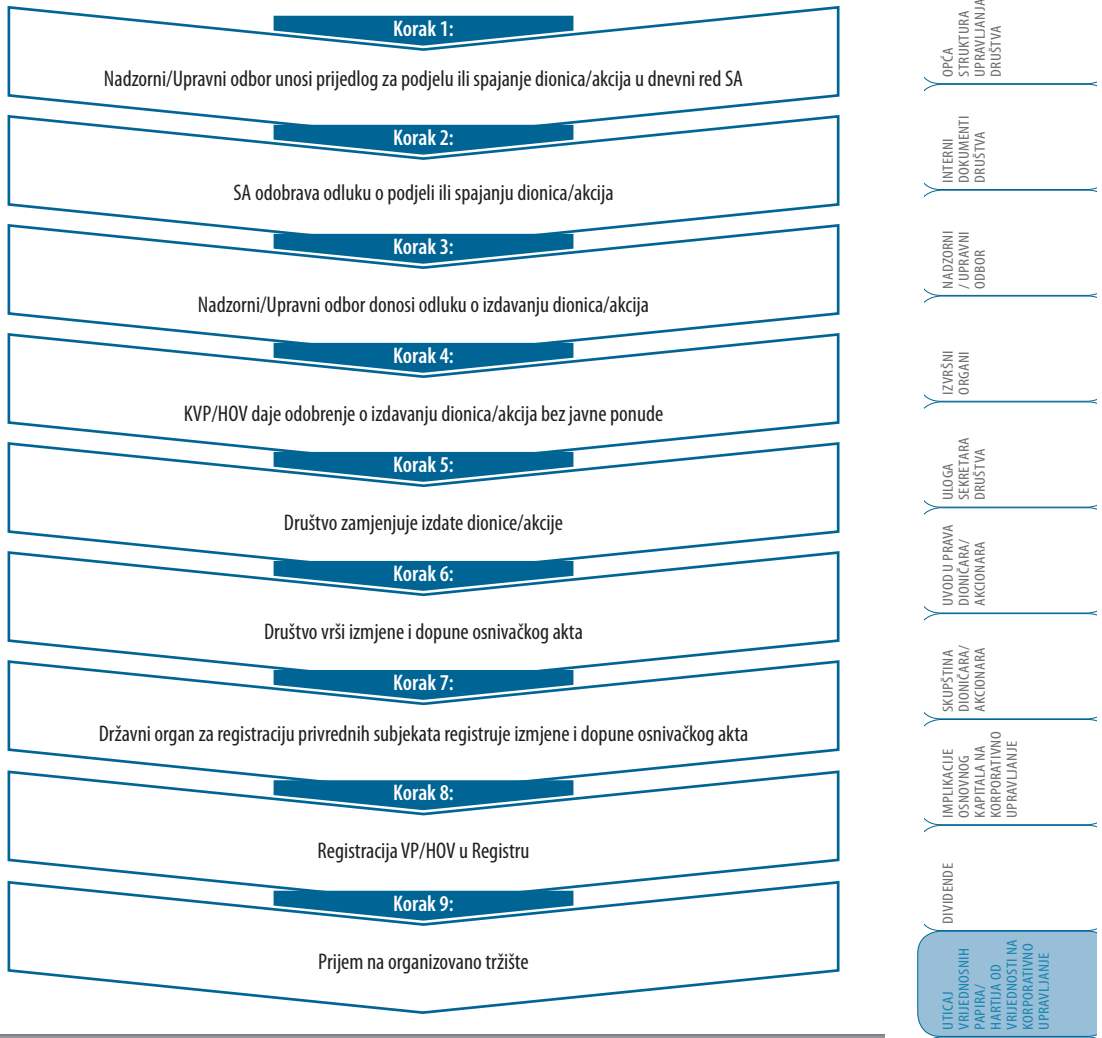 Korak 1:
Nadzorni/Upravni odbor unosi prijedlog za podjelu ili spajanje dionica/akcija u dnevni red SA
Korak 2:
SA odobrava odluku o podjeli ili spajanju dionica/akcija
Korak 3:
Nadzorni/Upravni odbor donosi odluku o izdavanju dionica/akcija
Korak 4:
KVP/HOV daje odobrenje o izdavanju dionica/akcija bez javne ponude
Korak 5:
Društvo zamjenjuje izdate dionice/akcije
Korak 6:
Društvo vrši izmjene i dopune osnivačkog akta
Korak 7:
Državni organ za registraciju privrednih subjekata registruje izmjene i dopune osnivačkog akta
Korak 8:
Registracija VP/HOV u Registru
Korak 9:
Prijem na organizovano tržište
OPĆA
STRUKTURA
UPRAVLJANJA
DRUŠTVA
INTERNI
DOKUMENTI
DRUŠTVA
NADZORNI
/ UPRAVNI
ODBOR
IZVRŠNI
ORGANI
ULOGA
SEKRETARA
DRUŠTVA
UVOD U PRAVA
DIONIČARA/
AKCIONARA
SKUPŠTINA
DIONIČARA/
AKCIONARA
IMPLIKACIJE
OSNOVNOG
KAPITALA NA
KORPORATIVNO
UPRAVLJANJE
DIVIDENDE
UTICAJ
VRIJEDNOSNIH
PAPIRA/
HARTIJA OD
VRIJEDNOSTI NA
KORPORATIVNO
UPRAVLJANJE